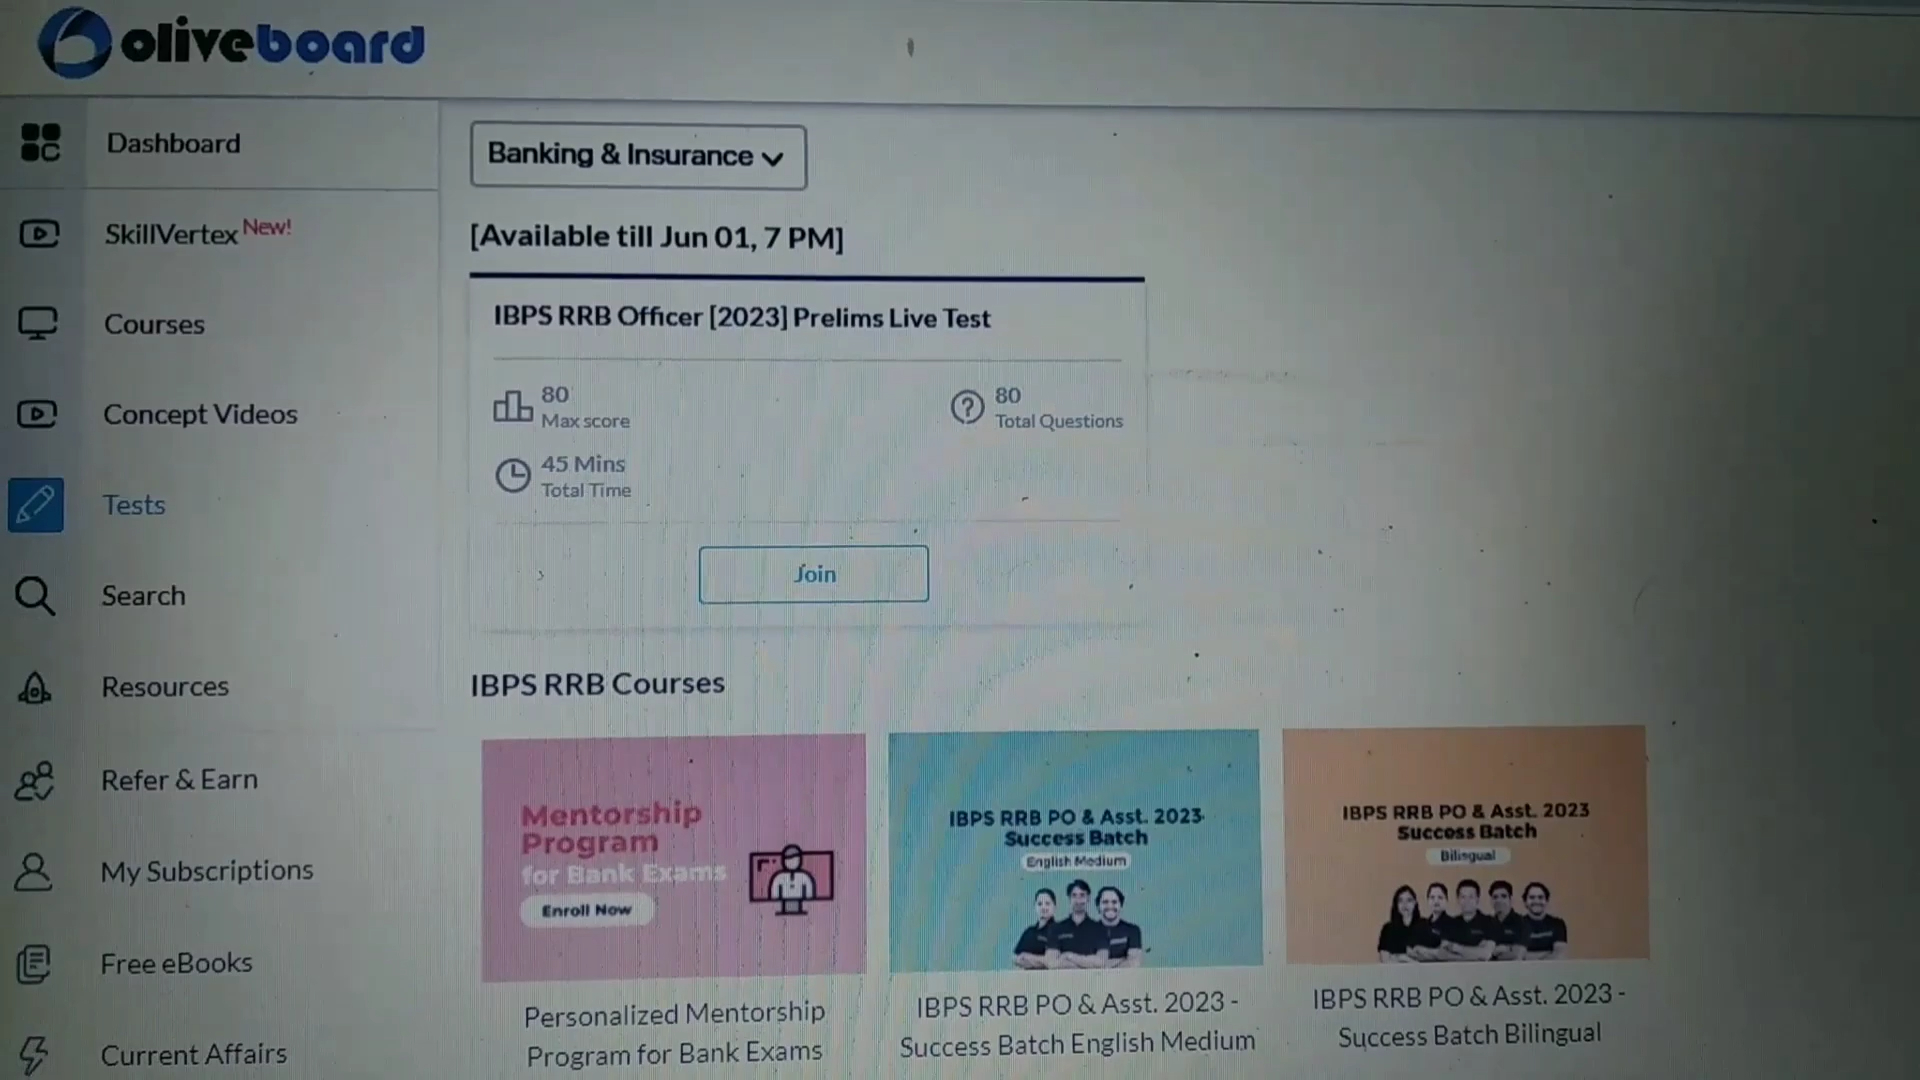 oliveboard
Dashboard
SkillVertex New!
Courses
Concept Videos
Tests
Search
Resources
Refer & Earn
My Subscriptions
Free eBooks
Current Affairs
Banking & Insurance
[Available till Jun 01, 7 PM]
IBPS RRB Officer [2023] Prelims Live Test
80
Max score
80
Total Questions
45 Mins
Total Time
Join
IBPS RRB Courses
Mentorship
Program
for Bank Exams
Enroll Now
Personalized Mentorship
Program for Bank Exams
IBPS RRB PO & Asst. 2023
Success Batch
English Medium
IBPS RRB PO & Asst. 2023 -
Success Batch English Medium
IBPS RRB PO & Asst. 2023
Success Batch
Bilingual
IBPS RRB PO & Asst. 2023 -
Success Batch Bilingual